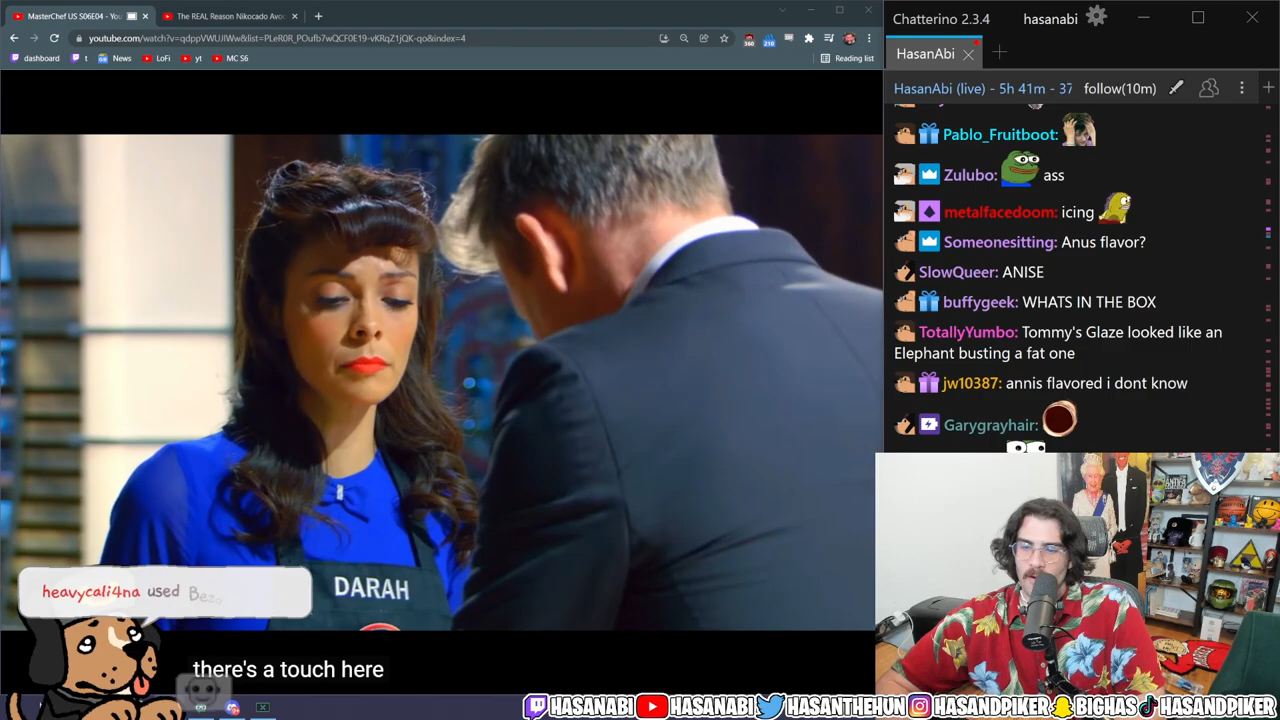 MasterChef US S06E04 - Yo
The REAL Reason Nikocado Avoc
youtube.com/watch?v=qdppVWUJIWw&list=PLeR0R_POufb7wQCF0E19-vKRqZ1jQK-qo&index=4
360
210
dashboard
t
News
LoFi
yt
MC S6
Reading list
DARAH
heavycali4na used Bezo
there's a touch here
Chatterino 2.3.4
hasanabi
HasanAbi
HasanAbi (live) - 5h 41m - 37
follow(10m)
Pablo_Fruitboot:
Zulubo: ass
metalfacedoom: icing
Someonesitting: Anus flavor?
SlowQueer: ANISE
buffygeek: WHATS IN THE BOX
TotallyYumbo: Tommy's Glaze looked like an
Elephant busting a fat one
jw10387: annis flavored i dont know
Garygrayhair:
HASANABI HASANABI HASANTHEHUN HASANDPIKER BIGHAS HASANDPIKER